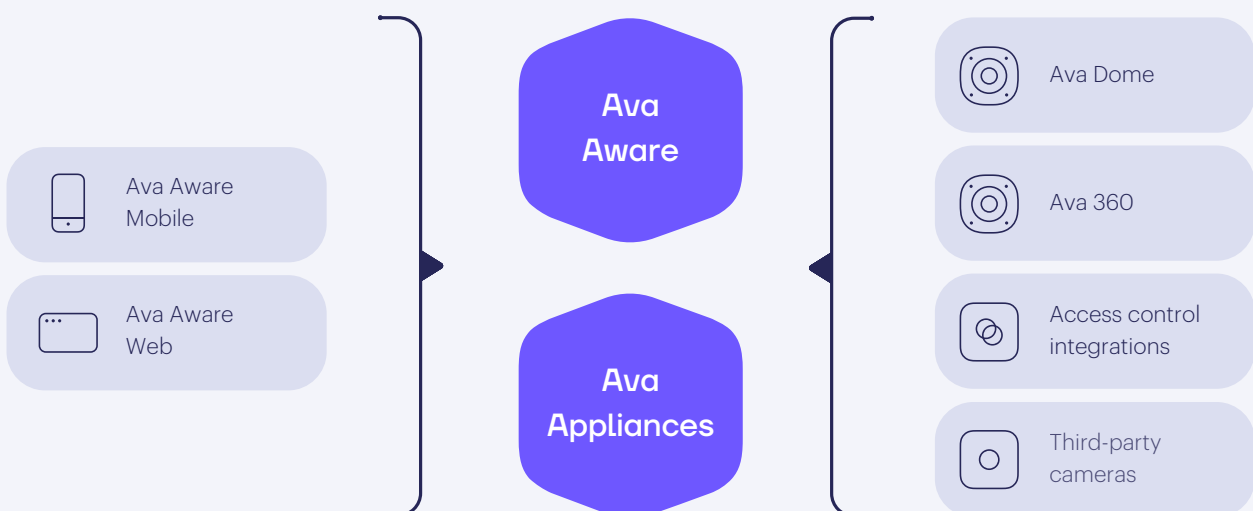 Ava Aware
Mobile
Ava Aware
Web
Ava
Aware
Ava
Appliances
Ava Dome
Ava 360
Access control
integrations
Third-party
cameras